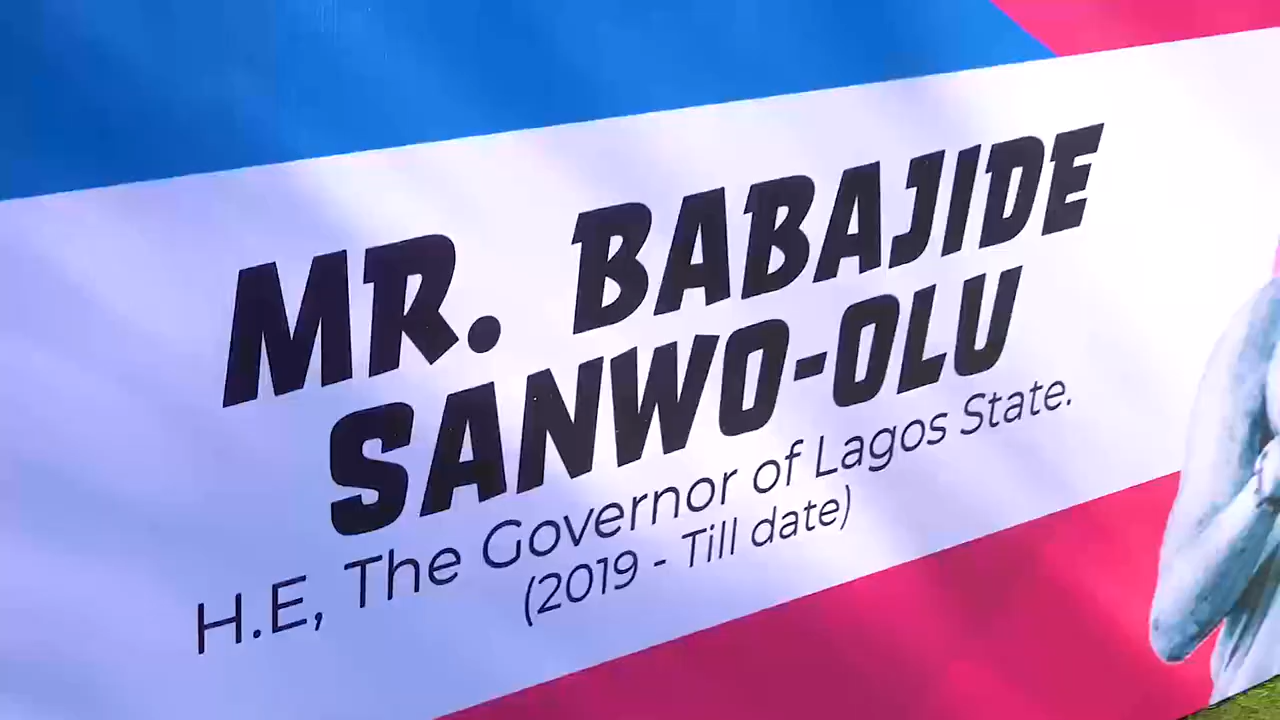 MR. BABAJIDE
SANWO-OLU
H.E, The Governor of Lagos State.
(2019 - Till date)